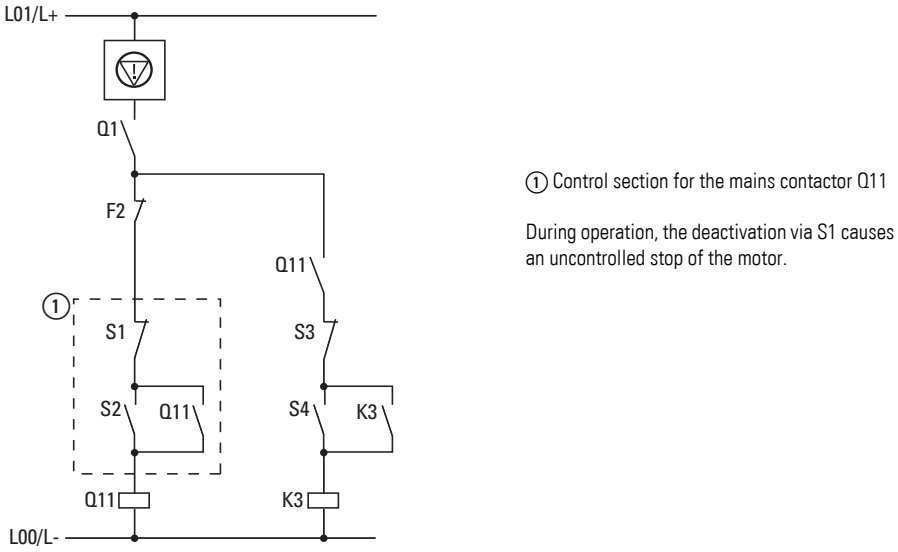 L01/L+
!
Q1
F2
Q11
1
S1
S3
S2
Q11
S4
K3
Q11
K3
L00/L-
1 Control section for the mains contactor Q11
During operation, the deactivation via S1 causes
an uncontrolled stop of the motor.